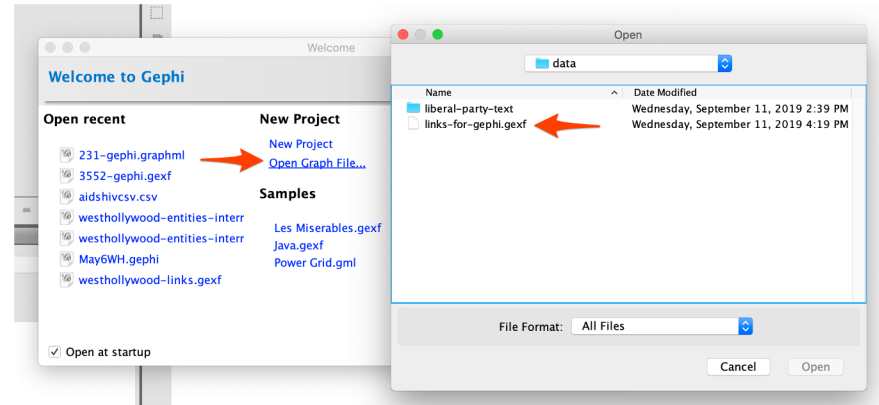 Welcome
Welcome to Gephi
Open recent
231-gephi.graphml
3552-gephi.gexf
aidshivcsv.csv
westhollywood-entities-interr
westhollywood-entities-interr
May6WH.gephi
westhollywood-links.gexf
New Project
New Project
Open Graph File...
Samples
Les Miserables.gexf
Java.gexf
Power Grid.gml
Open at startup
Open
data
Name Date Modified
liberal-party-text Wednesday, September 11, 2019 2:39 PM
links-for-gephi.gexf Wednesday, September 11, 2019 4:19 PM
File Format: All Files
Cancel Open